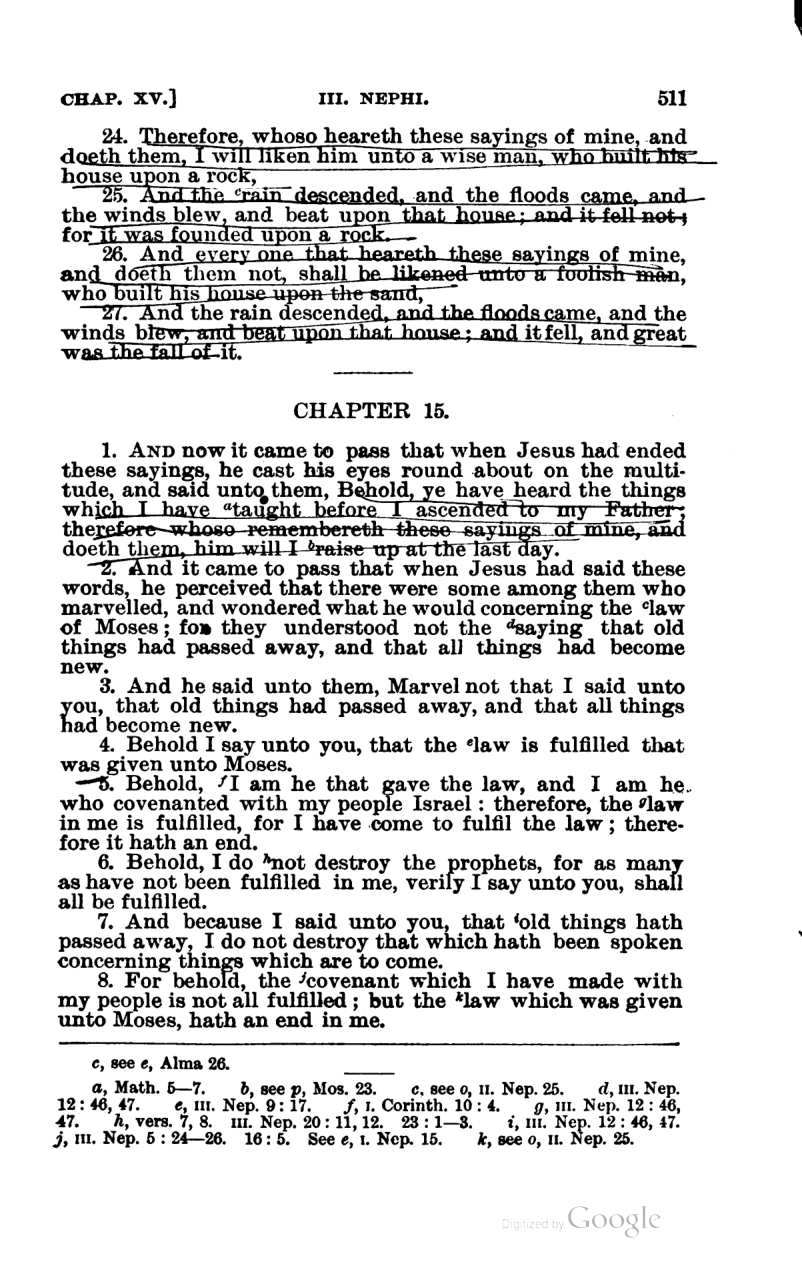 CHAP. XV.] III. NEPHI. 511
24. Therefore, whoso heareth these sayings of mine, and
doeth them, I will liken him unto a wise man, who built his
house upon a rock,
25. And the ᶜrain descended, and the floods came, and
the winds blew, and beat upon that house; and it fell not;
for it was founded upon a rock.
26. And every one that heareth these sayings of mine,
and doeth them not, shall be likened unto a foolish man,
who built his house upon the sand,
27. And the rain descended, and the floods came, and the
winds blew, and beat upon that house; and it fell, and great
was the fall of it.
CHAPTER 15.
1. AND now it came to pass that when Jesus had ended
these sayings, he cast his eyes round about on the multi-
tude, and said unto them, Behold, ye have heard the things
which I have ᵃtaught before I ascended to my Father;
therefore whoso remembereth these sayings of mine, and
doeth them, him will I ᵇraise up at the last day.
2. And it came to pass that when Jesus had said these
words, he perceived that there were some among them who
marvelled, and wondered what he would concerning the ᶜlaw
of Moses; for they understood not the ᵈsaying that old
things had passed away, and that all things had become
new.
3. And he said unto them, Marvel not that I said unto
you, that old things had passed away, and that all things
had become new.
4. Behold I say unto you, that the ᵉlaw is fulfilled that
was given unto Moses.
5. Behold, ᶠI am he that gave the law, and I am he
who covenanted with my people Israel: therefore, the ᵍlaw
in me is fulfilled, for I have come to fulfil the law; there-
fore it hath an end.
6. Behold, I do ʰnot destroy the prophets, for as many
as have not been fulfilled in me, verily I say unto you, shall
all be fulfilled.
7. And because I said unto you, that ⁱold things hath
passed away, I do not destroy that which hath been spoken
concerning things which are to come.
8. For behold, the ʲcovenant which I have made with
my people is not all fulfilled; but the ᵏlaw which was given
unto Moses, hath an end in me.
c, see e, Alma 26.
a, Math. 5—7. b, see p, Mos. 23. c, see o, II. Nep. 25. d, III. Nep.
12:46, 47. e, III. Nep. 9:17. f, I. Corinth. 10:4. g, III. Nep. 12:46,
47. h, vers. 7, 8. III. Nep. 20:11, 12. 23:1—3. i, III. Nep. 12:46, 47.
j, III. Nep. 5:24—26. 16:5. See e, I. Nep. 15. k, see o, II. Nep. 25.
Digitized by Google